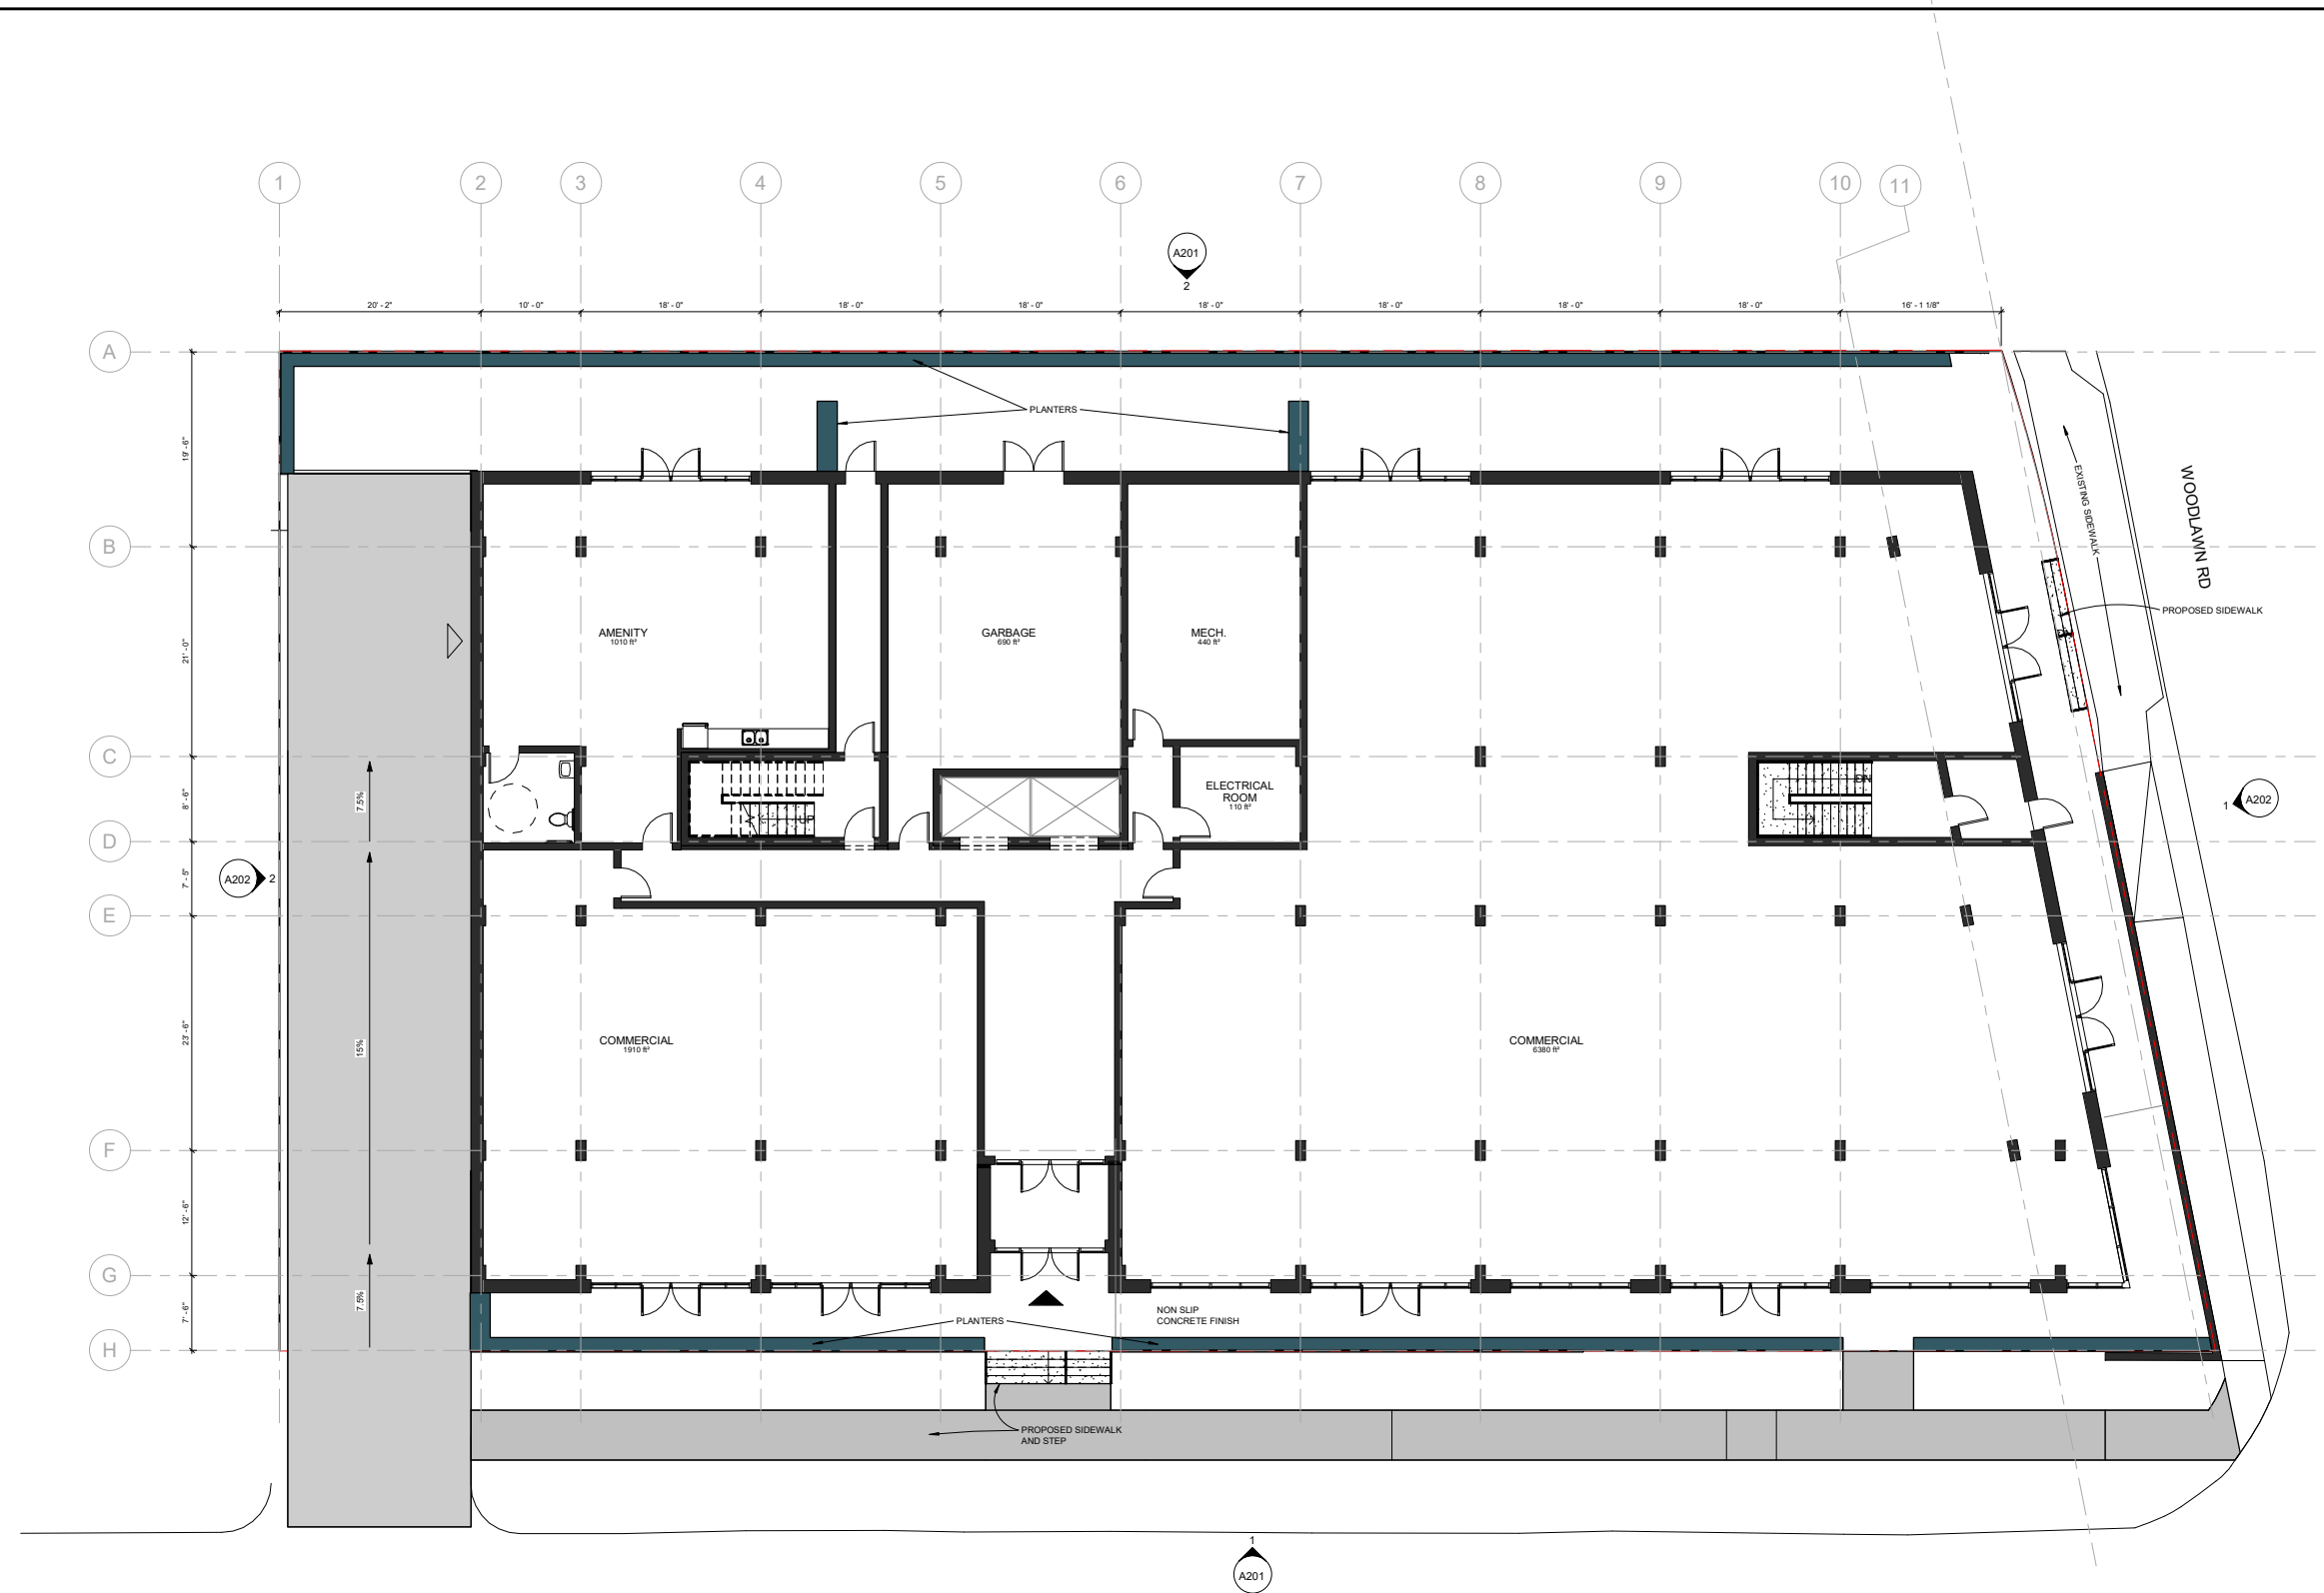 1 2 3 4 5 6 7 8 9 10 11
A201
2
20' - 2" 10' - 0" 18' - 0" 18' - 0" 18' - 0" 18' - 0" 18' - 0" 18' - 0" 18' - 0" 16' - 1 1/8"
A
PLANTERS
19' - 6"
EXISTING SIDEWALK
WOODLAWN RD
B
PROPOSED SIDEWALK
21' - 0"
AMENITY
1010 ft²
GARBAGE
690 ft²
MECH.
440 ft²
C
7.5%
8' - 6"
UP
ELECTRICAL
ROOM
110 ft²
DN
1
A202
D
A202
2
7' - 5"
E
15%
23' - 6"
COMMERCIAL
1910 ft²
COMMERCIAL
6380 ft²
F
12' - 6"
G
7.5%
7' - 6"
PLANTERS
NON SLIP
CONCRETE FINISH
H
PROPOSED SIDEWALK
AND STEP
1
A201